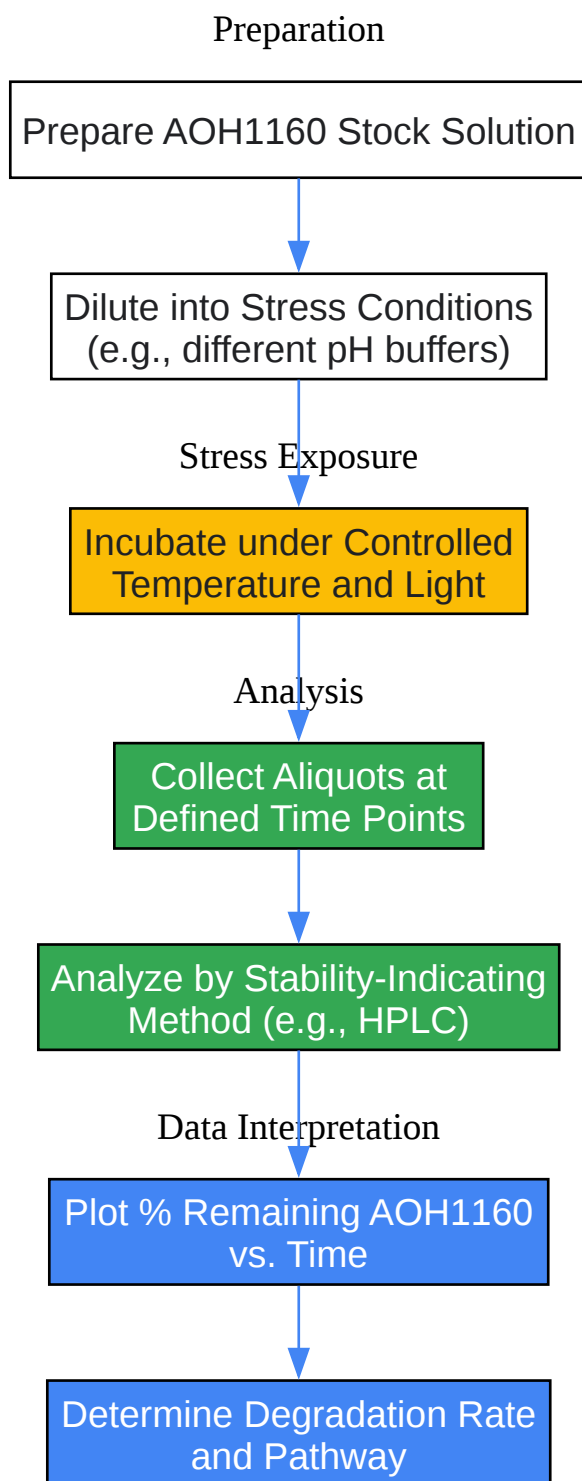 Preparation
Prepare AOH1160 Stock Solution
Dilute into Stress Conditions
(e.g., different pH buffers)
Stress Exposure
Incubate under Controlled
Temperature and Light
Analysis
Collect Aliquots at
Defined Time Points
Analyze by Stability-Indicating
Method (e.g., HPLC)
Data Interpretation
Plot % Remaining AOH1160
vs. Time
Determine Degradation Rate
and Pathway